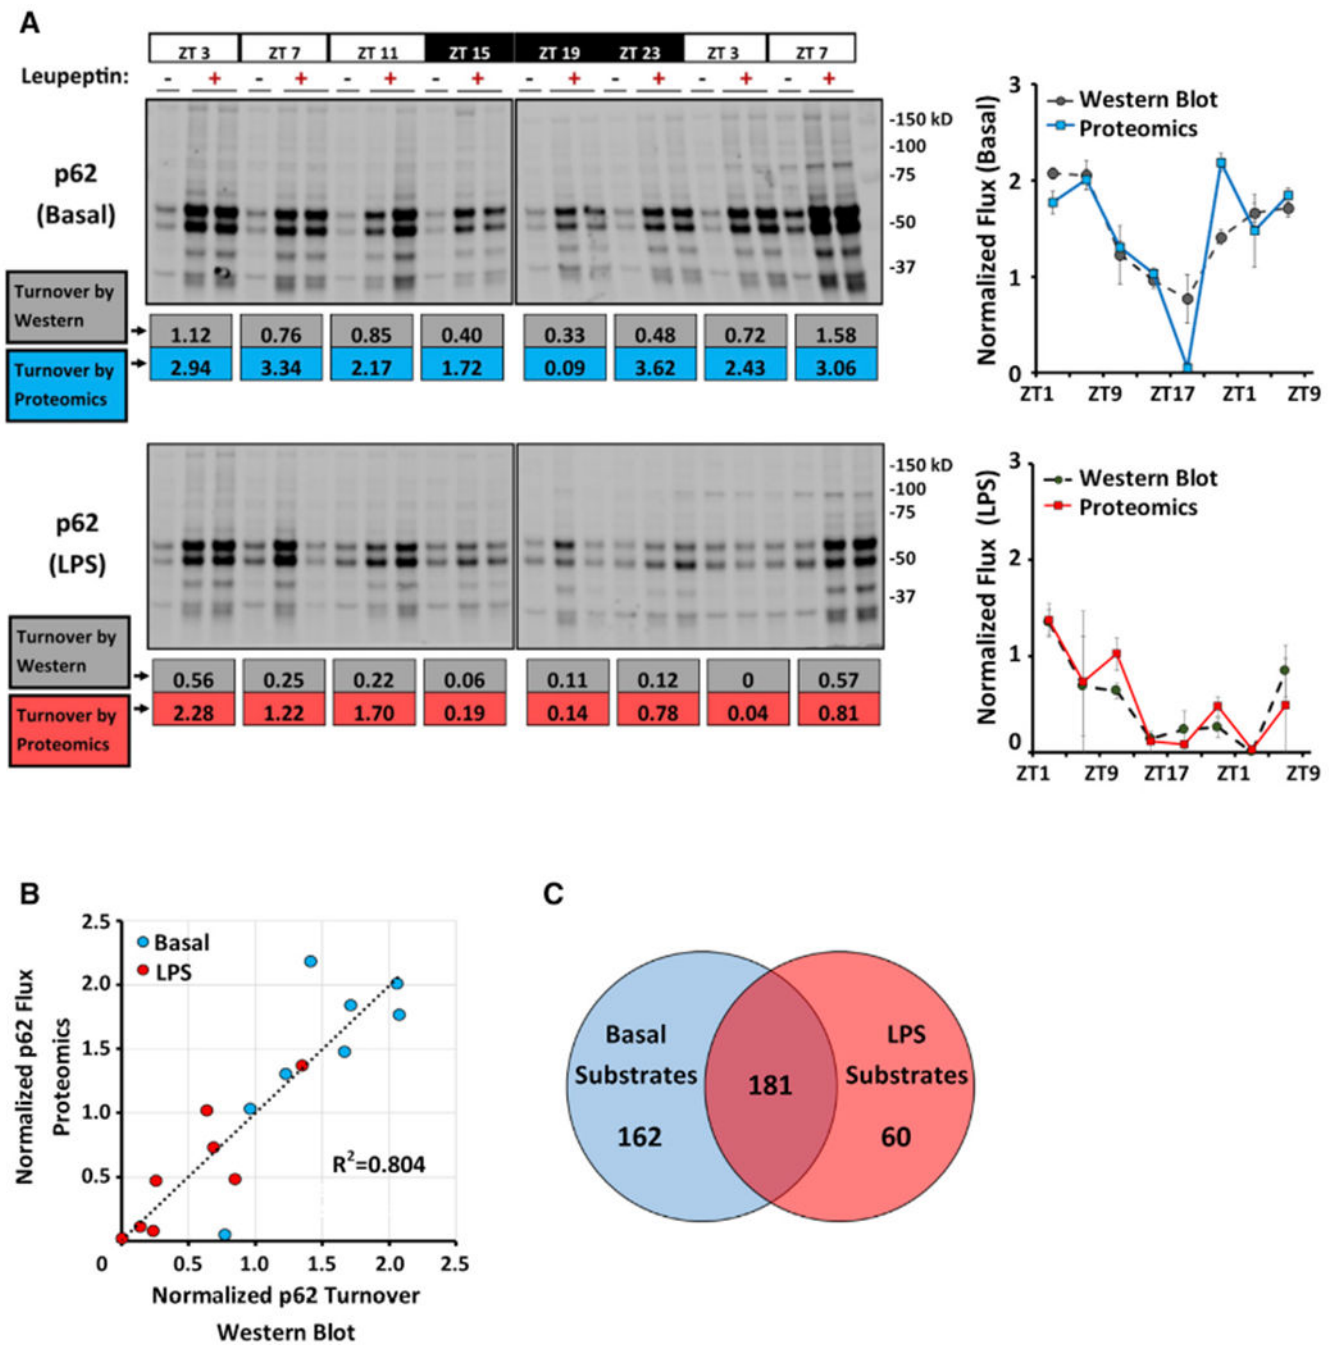 A
ZT 3 ZT 7 ZT 11 ZT 15 ZT 19 ZT 23 ZT 3 ZT 7
Leupeptin: - + - + - + - + - + - + - + - +
p62
(Basal)
-150 kD
-100
-75
-50
-37
Turnover by
Western
1.12 0.76 0.85 0.40 0.33 0.48 0.72 1.58
Turnover by
Proteomics
2.94 3.34 2.17 1.72 0.09 3.62 2.43 3.06
Normalized Flux (Basal)
Western Blot
Proteomics
3
2
1
0
ZT1 ZT9 ZT17 ZT1 ZT9
p62
(LPS)
-150 kD
-100
-75
-50
-37
Turnover by
Western
0.56 0.25 0.22 0.06 0.11 0.12 0 0.57
Turnover by
Proteomics
2.28 1.22 1.70 0.19 0.14 0.78 0.04 0.81
Normalized Flux (LPS)
Western Blot
Proteomics
3
2
1
0
ZT1 ZT9 ZT17 ZT1 ZT9
B
Normalized p62 Flux
Proteomics
2.5
2.0
1.5
1.0
0.5
Basal
LPS
R²=0.804
0 0.5 1.0 1.5 2.0 2.5
Normalized p62 Turnover
Western Blot
C
Basal
Substrates
162
181
LPS
Substrates
60